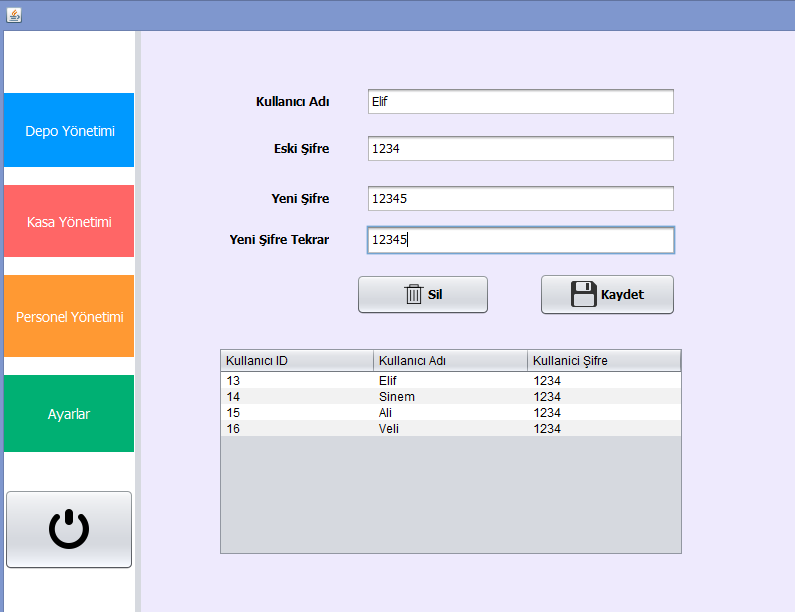 Depo Yönetimi
Kasa Yönetimi
Personel Yönetimi
Ayarlar
Kullanıcı Adı Elif
Eski Şifre 1234
Yeni Şifre 12345
Yeni Şifre Tekrar 12345
Sil Kaydet
Kullanıcı ID Kullanıcı Adı Kullanici Şifre
13 Elif 1234
14 Sinem 1234
15 Ali 1234
16 Veli 1234